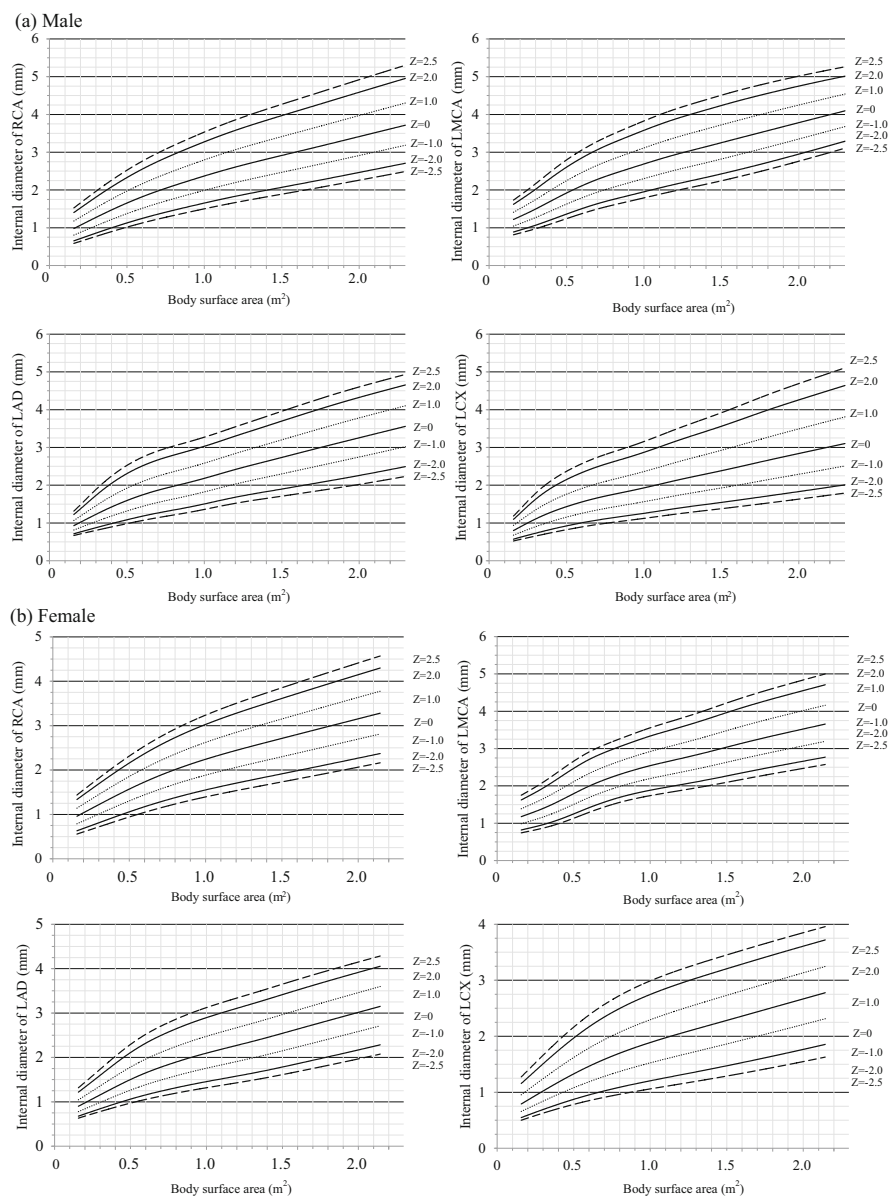 (a) Male
Internal diameter of RCA (mm)
6
5
4
3
2
1
0
0 0.5 1.0 1.5 2.0
Body surface area (m²)
Z=2.5
Z=2.0
Z=1.0
Z=0
Z=-1.0
Z=-2.0
Z=-2.5
Internal diameter of LMCA (mm)
6
5
4
3
2
1
0
0 0.5 1.0 1.5 2.0
Body surface area (m²)
Z=2.5
Z=2.0
Z=1.0
Z=0
Z=-1.0
Z=-2.0
Z=-2.5
Internal diameter of LAD (mm)
6
5
4
3
2
1
0
0 0.5 1.0 1.5 2.0
Body surface area (m²)
Z=2.5
Z=2.0
Z=1.0
Z=0
Z=-1.0
Z=-2.0
Z=-2.5
Internal diameter of LCX (mm)
6
5
4
3
2
1
0
0 0.5 1.0 1.5 2.0
Body surface area (m²)
Z=2.5
Z=2.0
Z=1.0
Z=0
Z=-1.0
Z=-2.0
Z=-2.5
(b) Female
Internal diameter of RCA (mm)
5
4
3
2
1
0
0 0.5 1.0 1.5 2.0
Body surface area (m²)
Z=2.5
Z=2.0
Z=1.0
Z=0
Z=-1.0
Z=-2.0
Z=-2.5
Internal diameter of LMCA (mm)
6
5
4
3
2
1
0
0 0.5 1.0 1.5 2.0
Body surface area (m²)
Z=2.5
Z=2.0
Z=1.0
Z=0
Z=-1.0
Z=-2.0
Z=-2.5
Internal diameter of LAD (mm)
5
4
3
2
1
0
0 0.5 1.0 1.5 2.0
Body surface area (m²)
Z=2.5
Z=2.0
Z=1.0
Z=0
Z=-1.0
Z=-2.0
Z=-2.5
Internal diameter of LCX (mm)
4
3
2
1
0
0 0.5 1.0 1.5 2.0
Body surface area (m²)
Z=2.5
Z=2.0
Z=1.0
Z=0
Z=-1.0
Z=-2.0
Z=-2.5